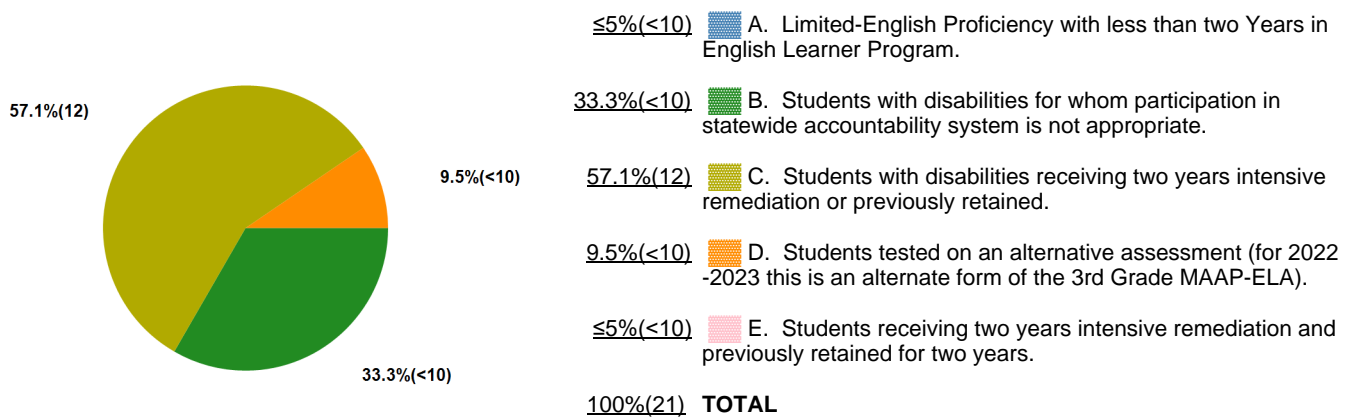 57.1%(12)
9.5%(<10)
33.3%(<10)
≤5%(<10) A. Limited-English Proficiency with less than two Years in
English Learner Program.
33.3%(<10) B. Students with disabilities for whom participation in
statewide accountability system is not appropriate.
57.1%(12) C. Students with disabilities receiving two years intensive
remediation or previously retained.
9.5%(<10) D. Students tested on an alternative assessment (for 2022
-2023 this is an alternate form of the 3rd Grade MAAP-ELA).
≤5%(<10) E. Students receiving two years intensive remediation and
previously retained for two years.
100%(21) TOTAL